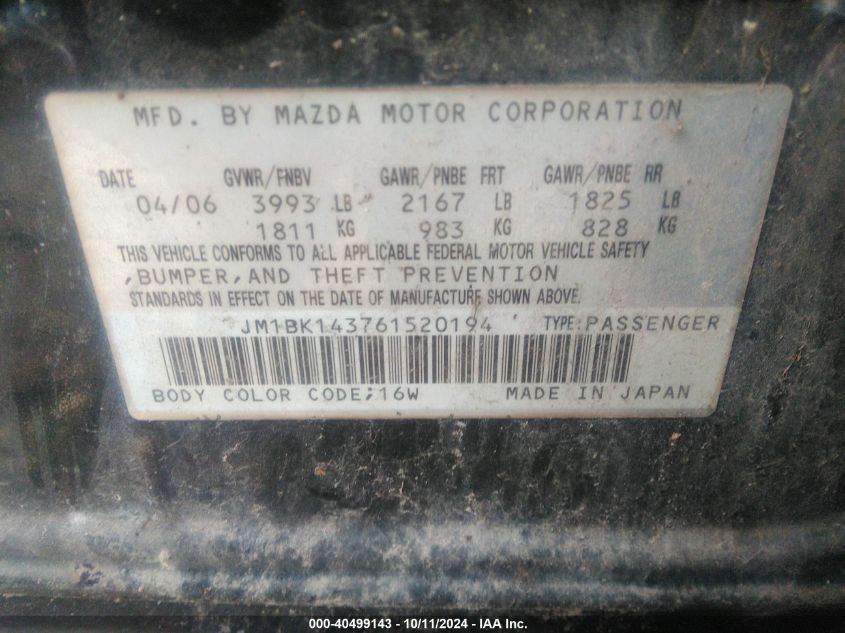 MFD. BY MAZDA MOTOR CORPORATION
DATE GVWR/PNBV GAWR/PNBE FRT GAWR/PNBE RR
04/06 3993 LB 2167 LB 1825 LB
1811 KG 983 KG 828 KG
THIS VEHICLE CONFORMS TO ALL APPLICABLE FEDERAL MOTOR VEHICLE SAFETY
,BUMPER,AND THEFT PREVENTION
STANDARDS IN EFFECT ON THE DATE OF MANUFACTURE SHOWN ABOVE.
JM1BK143761520194 TYPE:PASSENGER
BODY COLOR CODE;16W MADE IN JAPAN
000-40499143 - 10/11/2024 - IAA Inc.